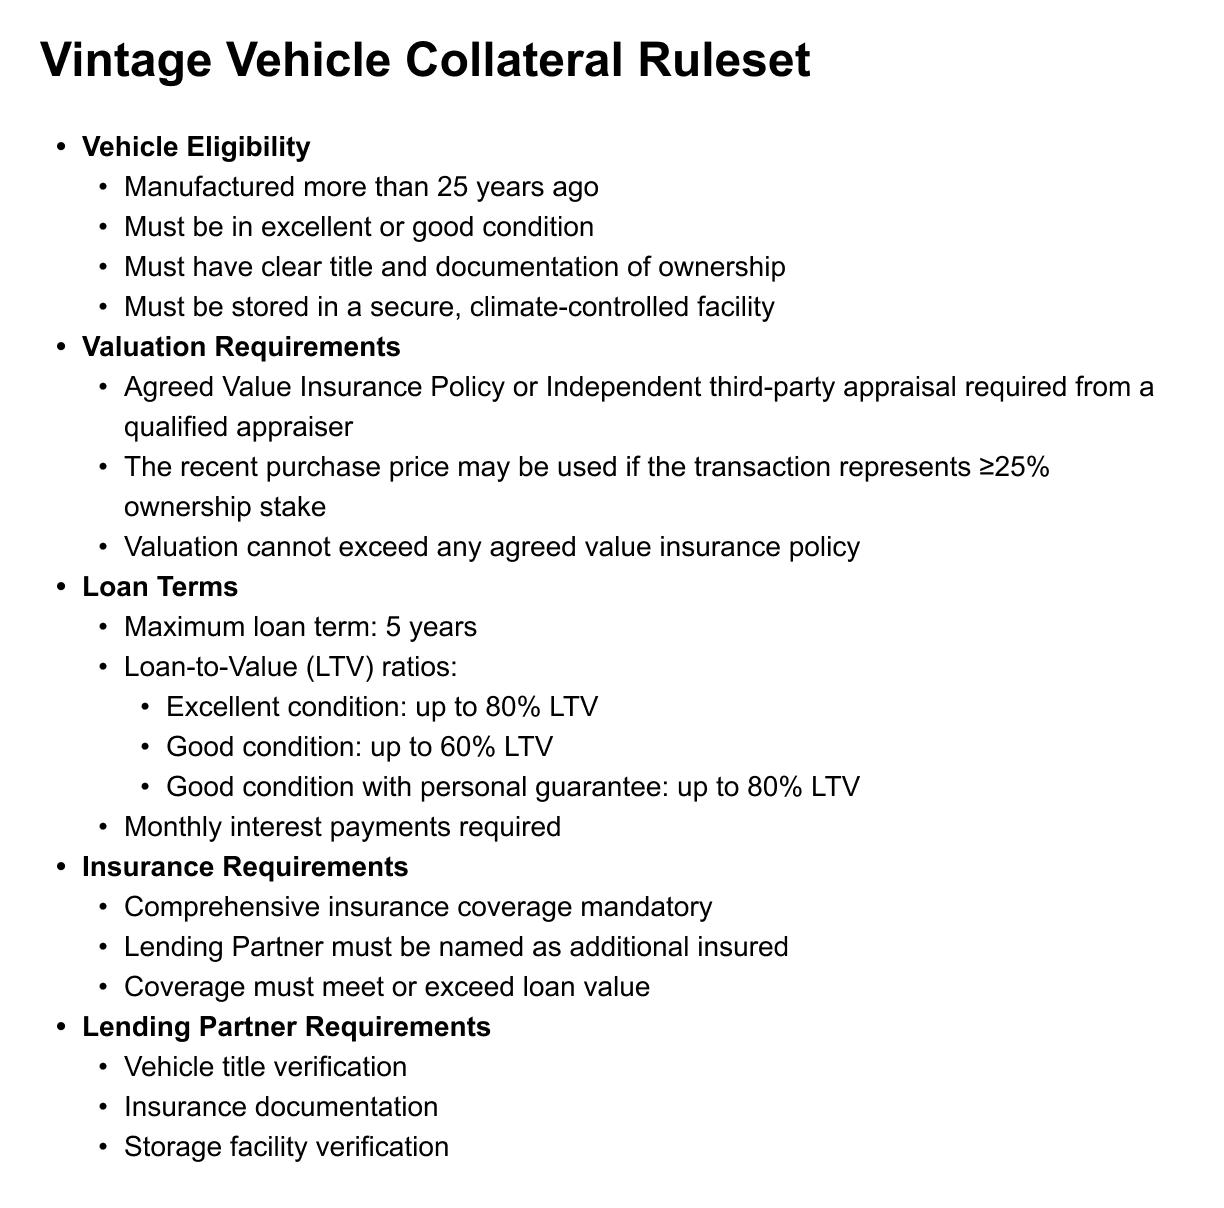 Vintage Vehicle Collateral Ruleset
• Vehicle Eligibility
• Manufactured more than 25 years ago
• Must be in excellent or good condition
• Must have clear title and documentation of ownership
• Must be stored in a secure, climate-controlled facility
• Valuation Requirements
• Agreed Value Insurance Policy or Independent third-party appraisal required from a
qualified appraiser
• The recent purchase price may be used if the transaction represents ≥25%
ownership stake
• Valuation cannot exceed any agreed value insurance policy
• Loan Terms
• Maximum loan term: 5 years
• Loan-to-Value (LTV) ratios:
• Excellent condition: up to 80% LTV
• Good condition: up to 60% LTV
• Good condition with personal guarantee: up to 80% LTV
• Monthly interest payments required
• Insurance Requirements
• Comprehensive insurance coverage mandatory
• Lending Partner must be named as additional insured
• Coverage must meet or exceed loan value
• Lending Partner Requirements
• Vehicle title verification
• Insurance documentation
• Storage facility verification